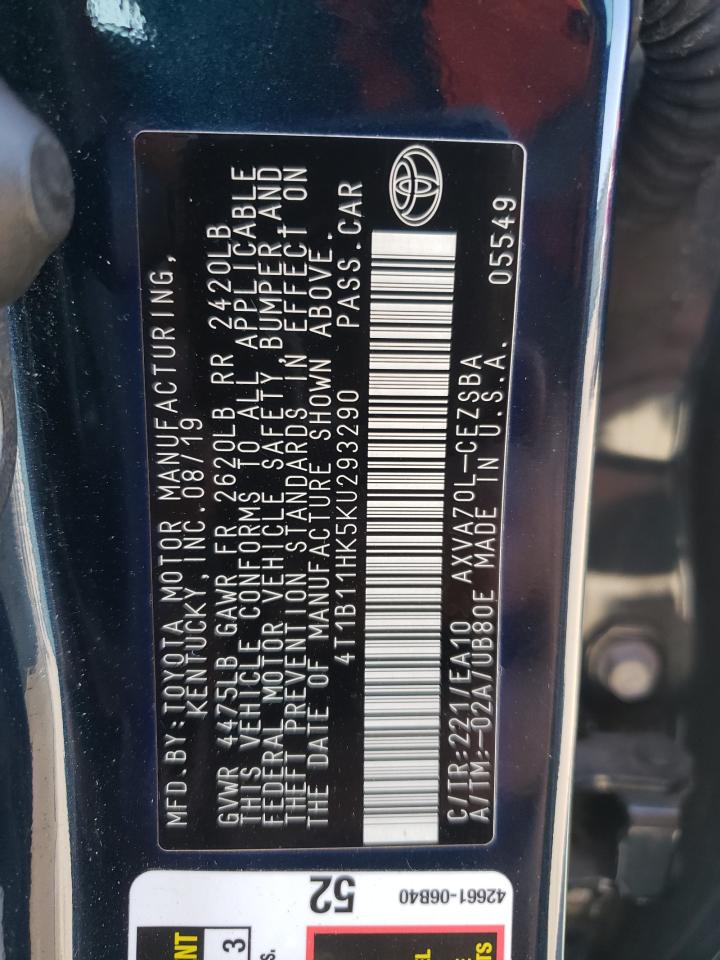 MFD.BY:TOYOTA MOTOR MANUFACTURING,
KENTUCKY,INC.08/19
GVWR 4475LB GAWR FR 2620LB RR 2420LB
THIS VEHICLE CONFORMS TO ALL APPLICABLE
FEDERAL MOTOR VEHICLE SAFETY,BUMPER,AND
THEFT PREVENTION STANDARDS IN EFFECT ON
THE DATE OF MANUFACTURE SHOWN ABOVE.
4T1B11HK5KU293290 PASS.CAR
C/TR:221/EA10 AXVA70L-CEZSBA 05549
A/TM:-02A/UB80E MADE IN U.S.A.
52
42661-06B40
3